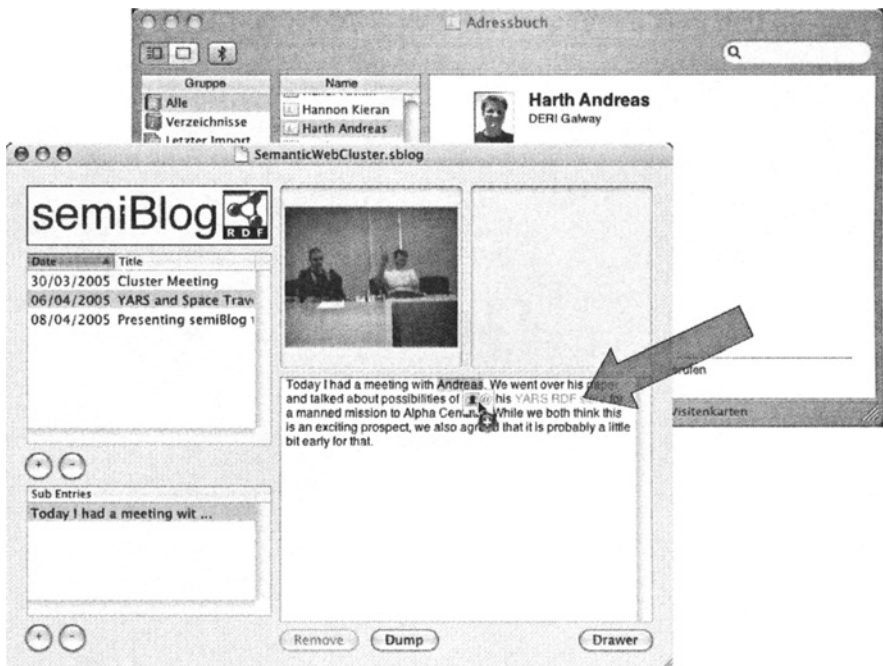 Adressbuch
Gruppe
Name
Alle
Hannon Kieran
Verzeichnisse
Harth Andreas
Letzter Import
Harth Andreas
DERI Galway
SemanticWebCluster.sblog
semiBlog
RDF
Date
Title
30/03/2005 Cluster Meeting
06/04/2005 YARS and Space Trav
08/04/2005 Presenting semiBlog
Today I had a meeting with Andreas. We went over his paper
and talked about possibilities of his YARS RDF for
a manned mission to Alpha While we both think this
is an exciting prospect, we also that it is probably a little
bit early for that.
Visitenkarten
Sub Entries
Today I had a meeting wit ...
Remove
Dump
Drawer